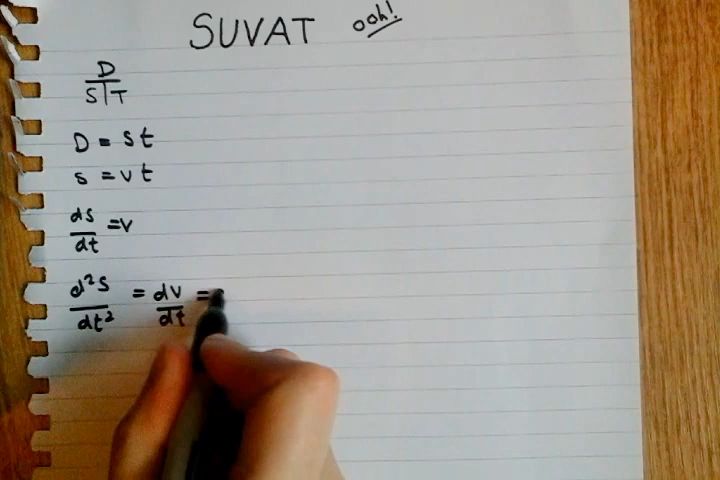 SUVAT ooh!
D
S | T
D = st
s = vt
ds/dt = v
d²s/dt² = dv/dt =